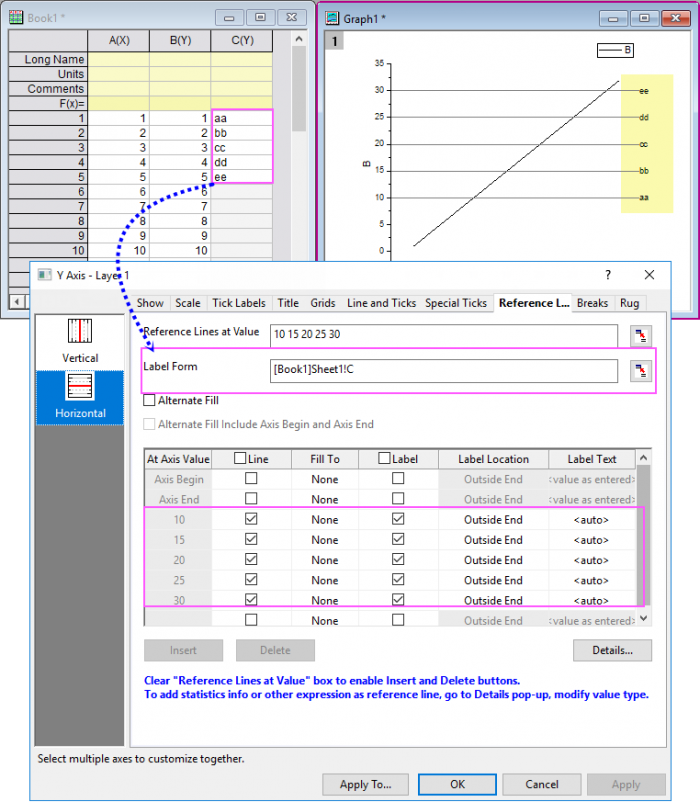 Book1 *
A(X) B(Y) C(Y)
Long Name
Units
Comments
F(x)=
1 1 1 aa
2 2 2 bb
3 3 3 cc
4 4 4 dd
5 5 5 ee
6 6 6
7 7 7
8 8 8
9 9 9
10 10 10
Graph1 *
1
B
35
30 ee
25 dd
20 cc
B
15 bb
10 aa
5
0
Y Axis - Layer 1
? ×
Show Scale Tick Labels Title Grids Line and Ticks Special Ticks Reference L... Breaks Rug
Vertical
Horizontal
Reference Lines at Value 10 15 20 25 30
Label Form [Book1]Sheet1!C
Alternate Fill
Alternate Fill Include Axis Begin and Axis End
At Axis Value Line Fill To Label Label Location Label Text
Axis Begin None Outside End <value as entered>
Axis End None Outside End <value as entered>
10 None Outside End <auto>
15 None Outside End <auto>
20 None Outside End <auto>
25 None Outside End <auto>
30 None Outside End <auto>
None Outside End <value as entered>
Insert Delete Details...
Clear "Reference Lines at Value" box to enable Insert and Delete buttons.
To add statistics info or other expression as reference line, go to Details pop-up, modify value type.
Select multiple axes to customize together.
Apply To... OK Cancel Apply